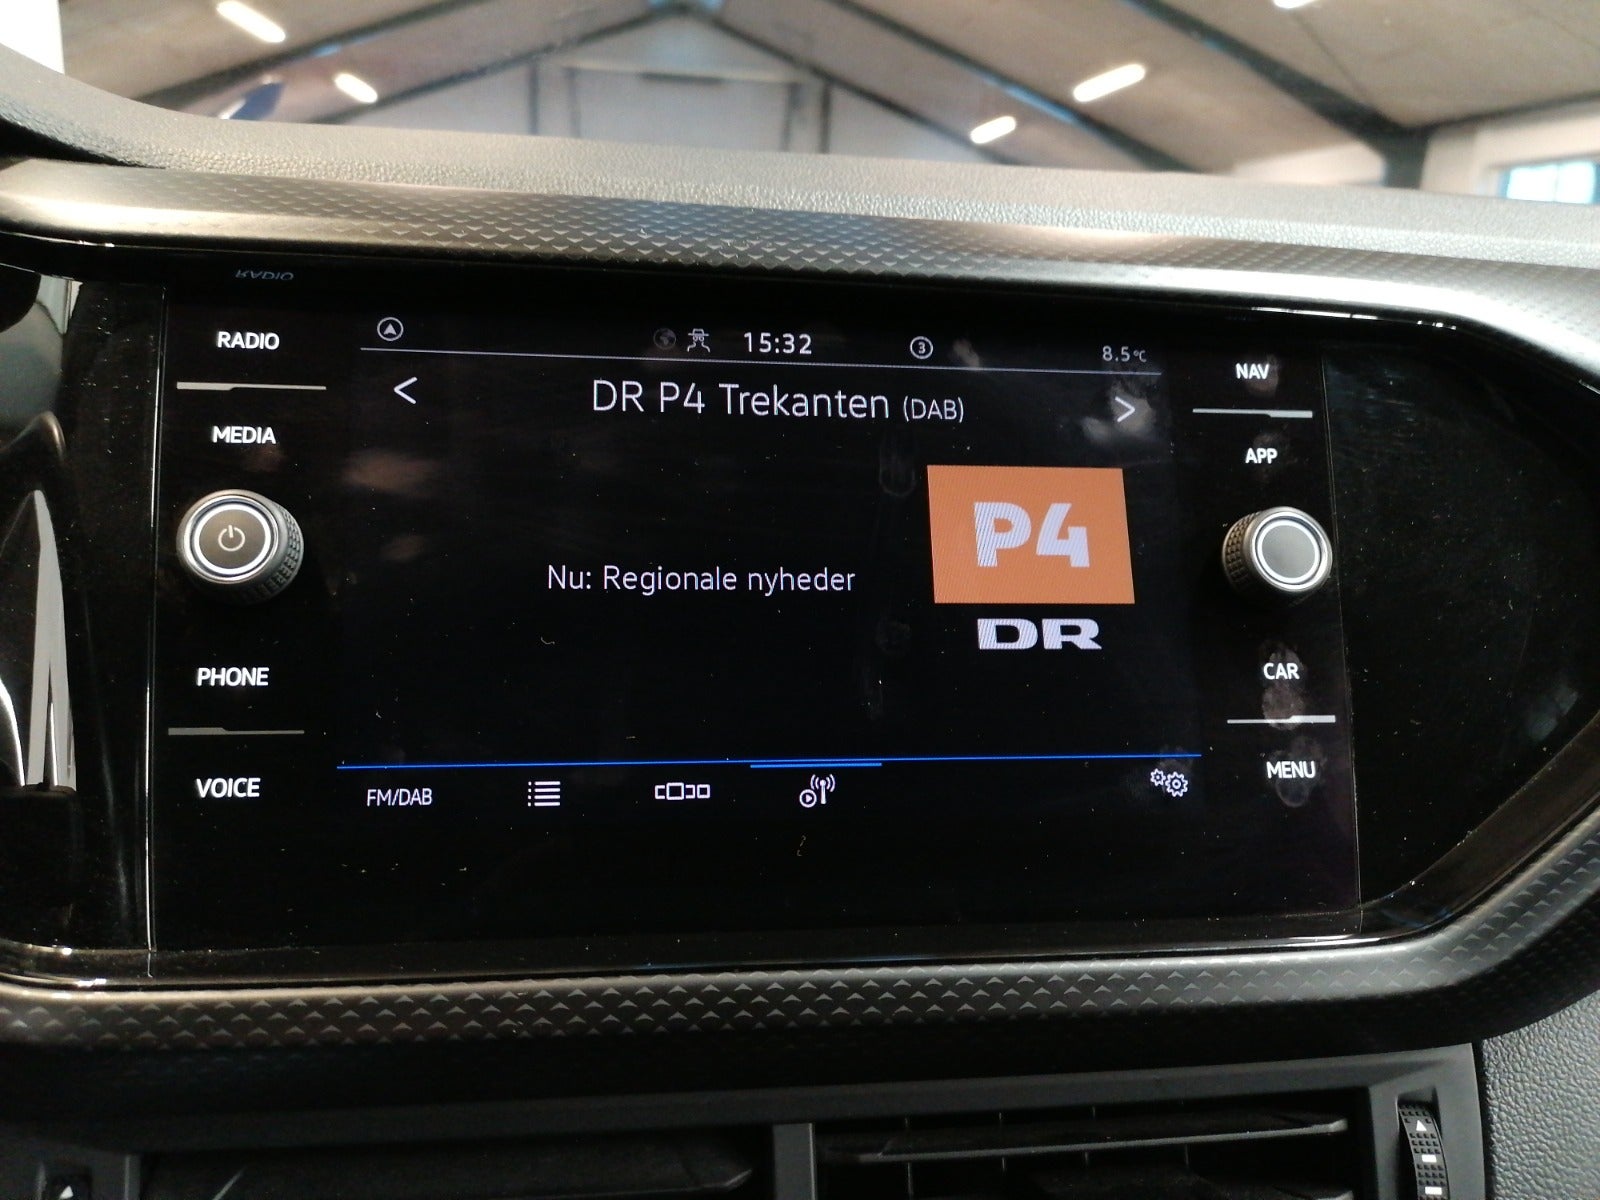 RADIO
MEDIA
PHONE
VOICE
15:32
3
8.5°C
DR P4 Trekanten (DAB)
Nu: Regionale nyheder
P4
DR
FM/DAB
NAV
APP
CAR
MENU